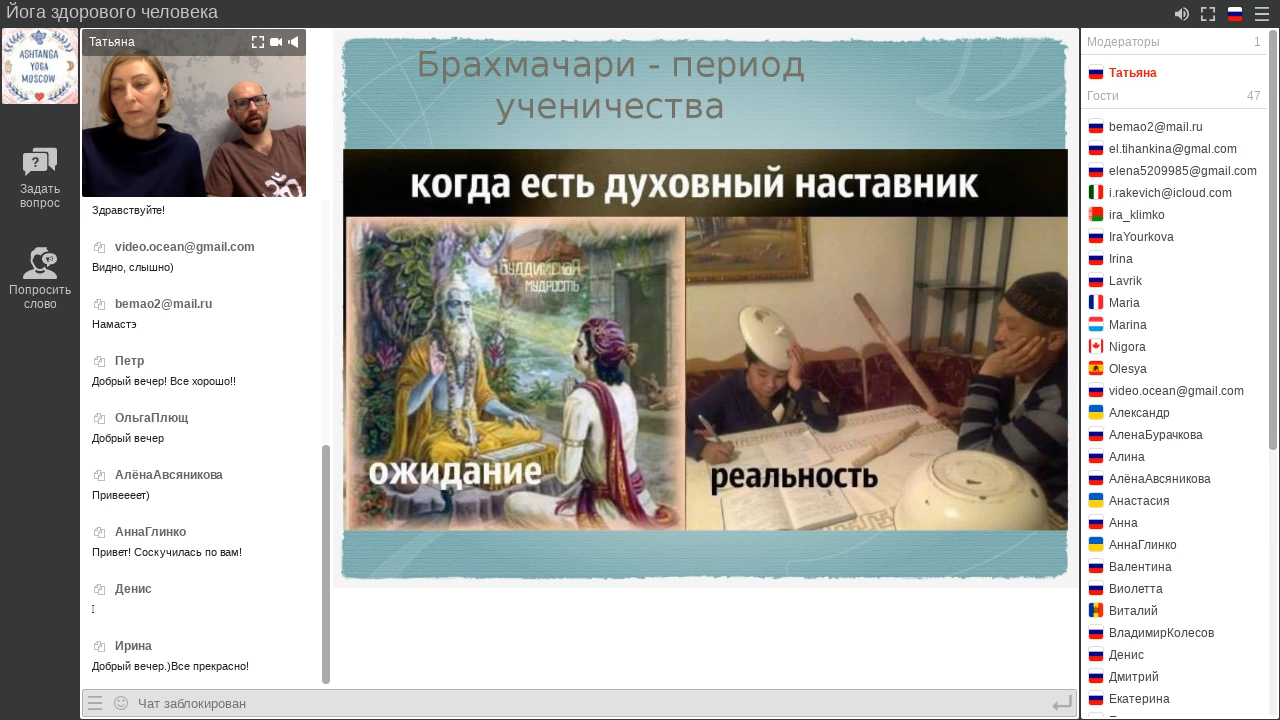 Йога здорового человека
ASHTANGA
YOGA
MOSCOW
Задать
вопрос
Попросить
слово
Татьяна
Здравствуйте!
video.ocean@gmail.com
Видно, слышно)
bemao2@mail.ru
Намастэ
Петр
Добрый вечер! Все хорошо!!
ОльгаПлющ
Добрый вечер
АлёнаАвсяникова
Привеееет)
АннаГлинко
Привет! Соскучилась по вам!
Денис
Ирина
Добрый вечер.)Все прекрасно!
Чат заблокирован
Брахмачари - период
ученичества
когда есть духовный наставник
Буддийская
мудрость
ожидание
реальность
Модераторы 1
Татьяна
Гости 47
bemao2@mail.ru
el.tihankina@gmal.com
elena5209985@gmail.com
i.rakevich@icloud.com
ira_klimko
IraYourkova
Irina
Lavrik
Maria
Marina
Nigora
Olesya
video.ocean@gmail.com
Александр
АленаБурачкова
Алина
АлёнаАвсяникова
Анастасия
Анна
АннаГлинко
Валентина
Виолетта
Виталий
ВладимирКолесов
Денис
Дмитрий
Екатерина